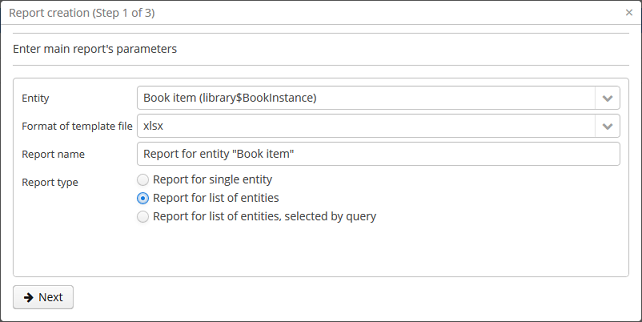 Report creation (Step 1 of 3)
Enter main report's parameters
Entity Book item (library$BookInstance)
Format of template file xlsx
Report name Report for entity "Book item"
Report type Report for single entity
Report for list of entities
Report for list of entities, selected by query
Next